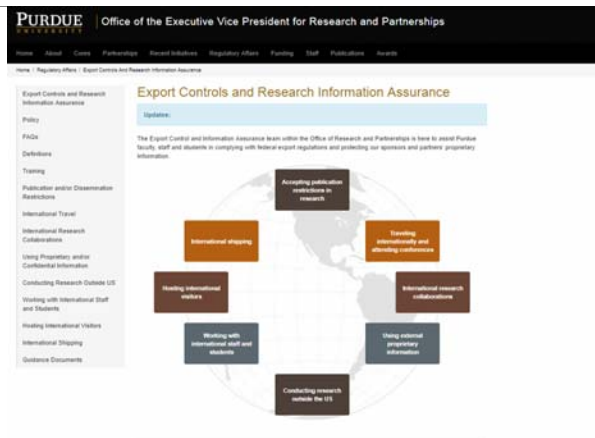 PURDUE
UNIVERSITY
Office of the Executive Vice President for Research and Partnerships
Home About Cores Partnerships Recent Initiatives Regulatory Affairs Funding Staff Publications Awards
Home / Regulatory Affairs / Export Controls And Research Information Assurance
Export Controls and Research
Information Assurance
Policy
FAQs
Definitions
Training
Publication and/or Dissemination
Restrictions
International Travel
International Research
Collaborations
Using Proprietary and/or
Confidential Information
Conducting Research Outside US
Working with International Staff
and Students
Hosting International Visitors
International Shipping
Guidance Documents
Export Controls and Research Information Assurance
Updates:
The Export Control and Information Assurance team within the Office of Research and Partnerships is here to assist Purdue
faculty, staff and students in complying with federal export regulations and protecting our sponsors and partners' proprietary
information.
Accepting publication
restrictions in
research
International shipping
Traveling
internationally and
attending conferences
Hosting international
visitors
International research
collaborations
Working with
international staff and
students
Using external
proprietary
information
Conducting research
outside the US